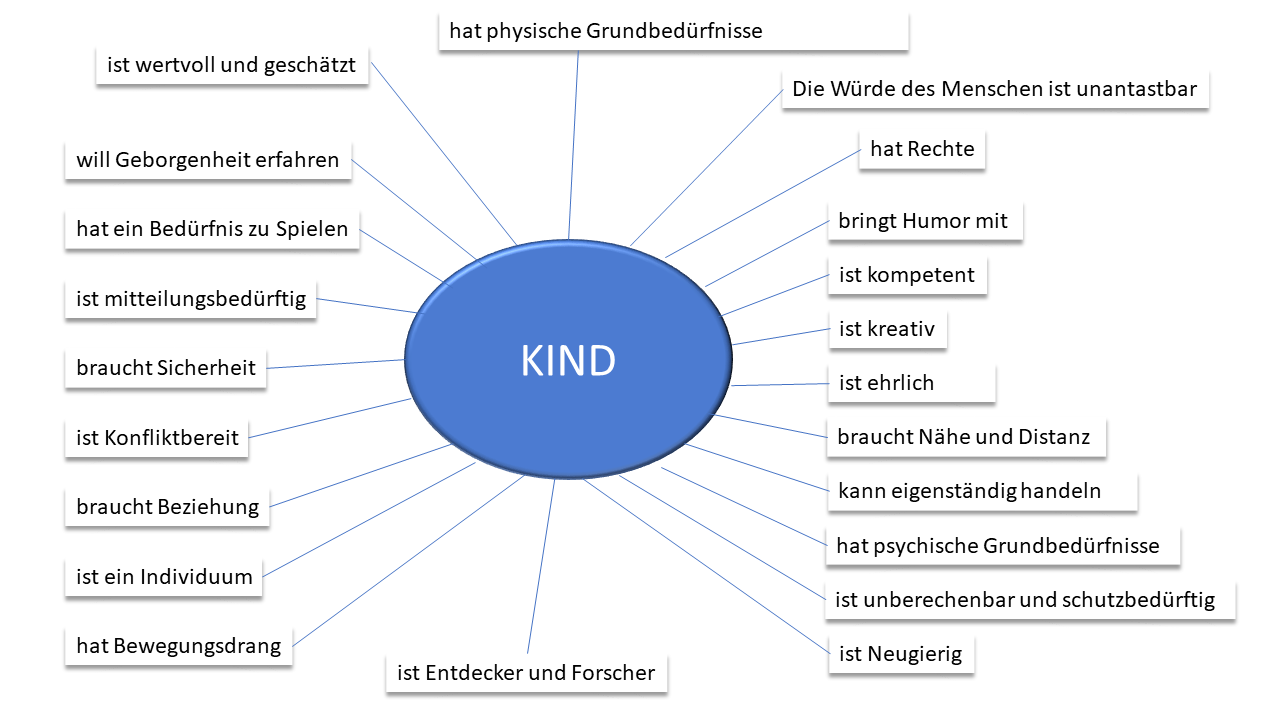 hat physische Grundbedürfnisse
ist wertvoll und geschätzt
Die Würde des Menschen ist unantastbar
will Geborgenheit erfahren
hat Rechte
hat ein Bedürfnis zu Spielen
bringt Humor mit
ist mitteilungsbedürftig
ist kompetent
ist kreativ
braucht Sicherheit
KIND
ist ehrlich
ist Konfliktbereit
braucht Nähe und Distanz
braucht Beziehung
kann eigenständig handeln
hat psychische Grundbedürfnisse
ist ein Individuum
ist unberechenbar und schutzbedürftig
hat Bewegungsdrang
ist Neugierig
ist Entdecker und Forscher